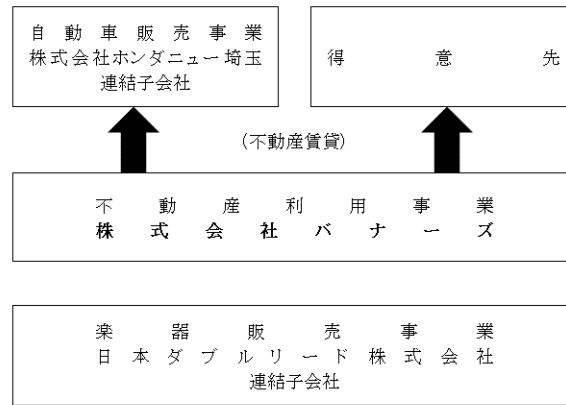 自動車販売事業
株式会社ホンダニュー埼玉
連結子会社
得意先
(不動産賃貸)
不動産利用事業
株式会社バナーズ
楽器販売事業
日本ダブルリード株式会社
連結子会社